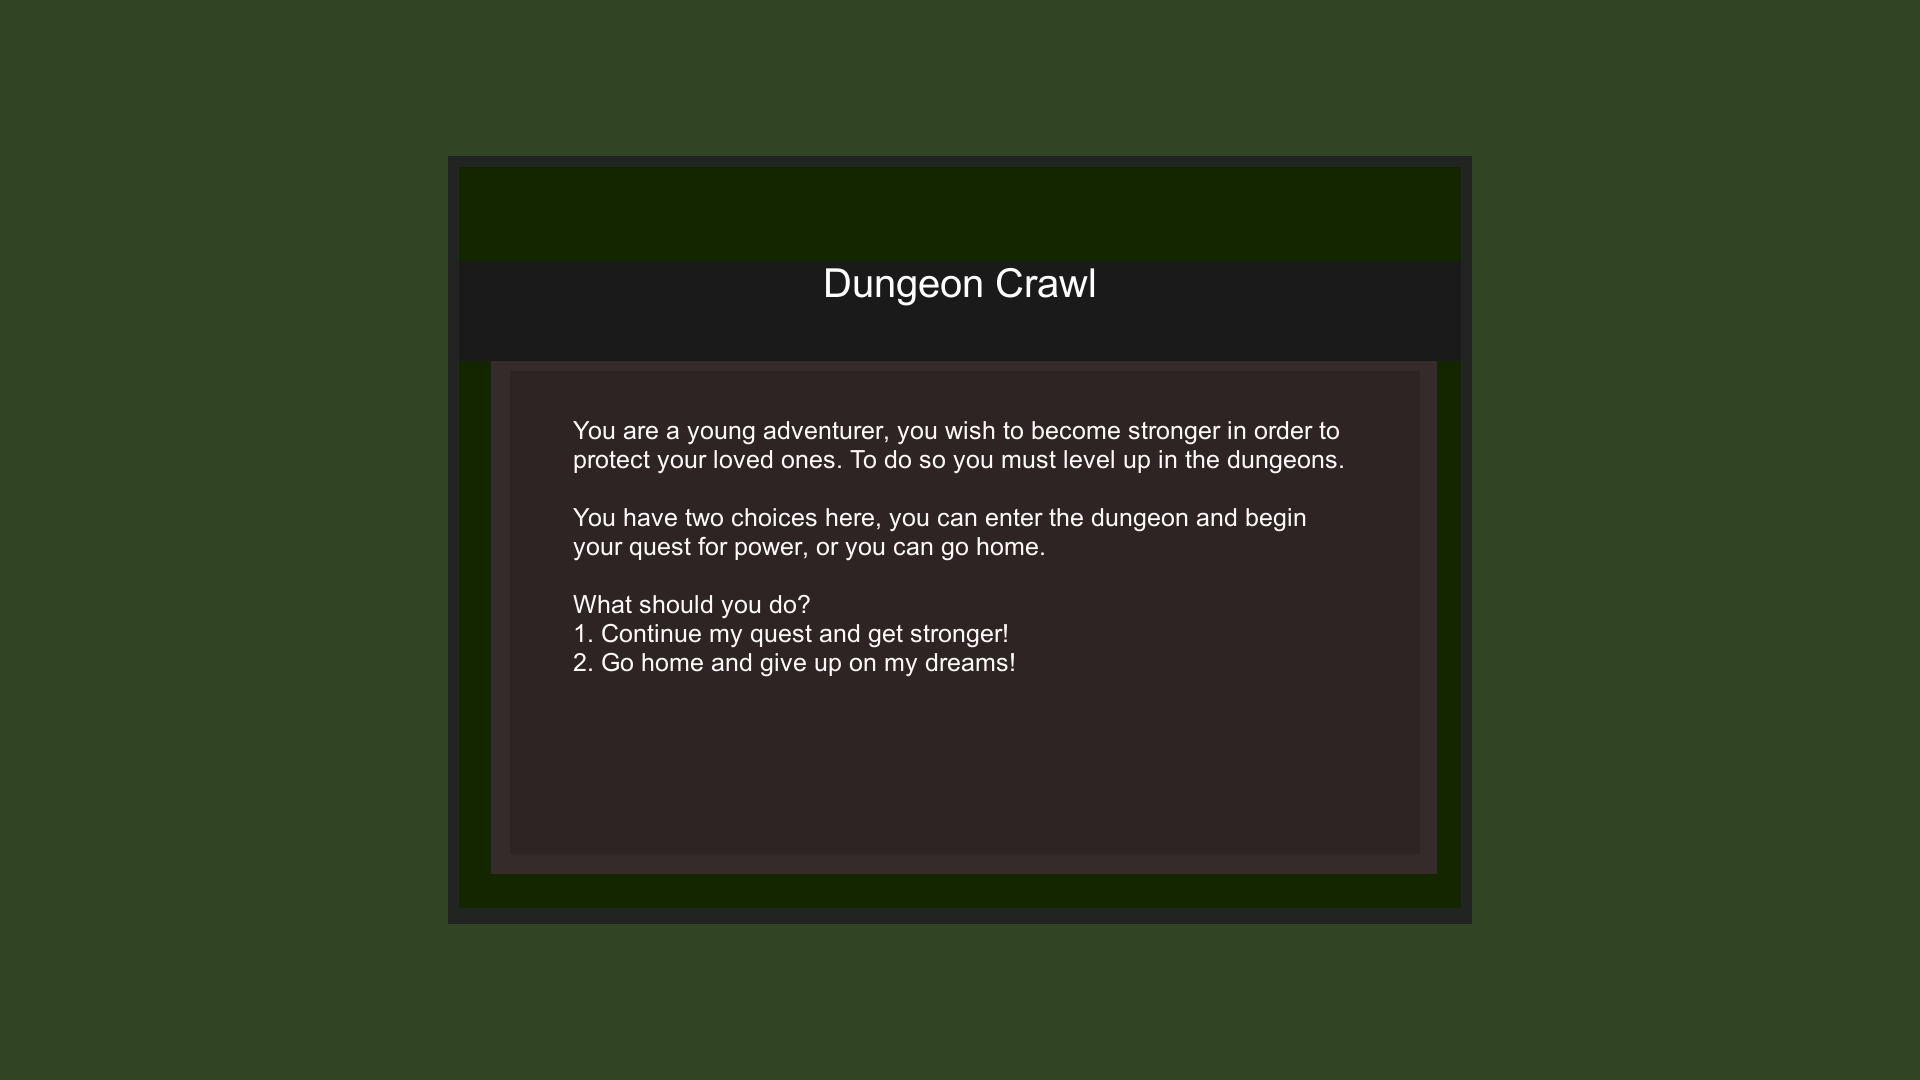 Dungeon Crawl
You are a young adventurer, you wish to become stronger in order to
protect your loved ones. To do so you must level up in the dungeons.
You have two choices here, you can enter the dungeon and begin
your quest for power, or you can go home.
What should you do?
1. Continue my quest and get stronger!
2. Go home and give up on my dreams!